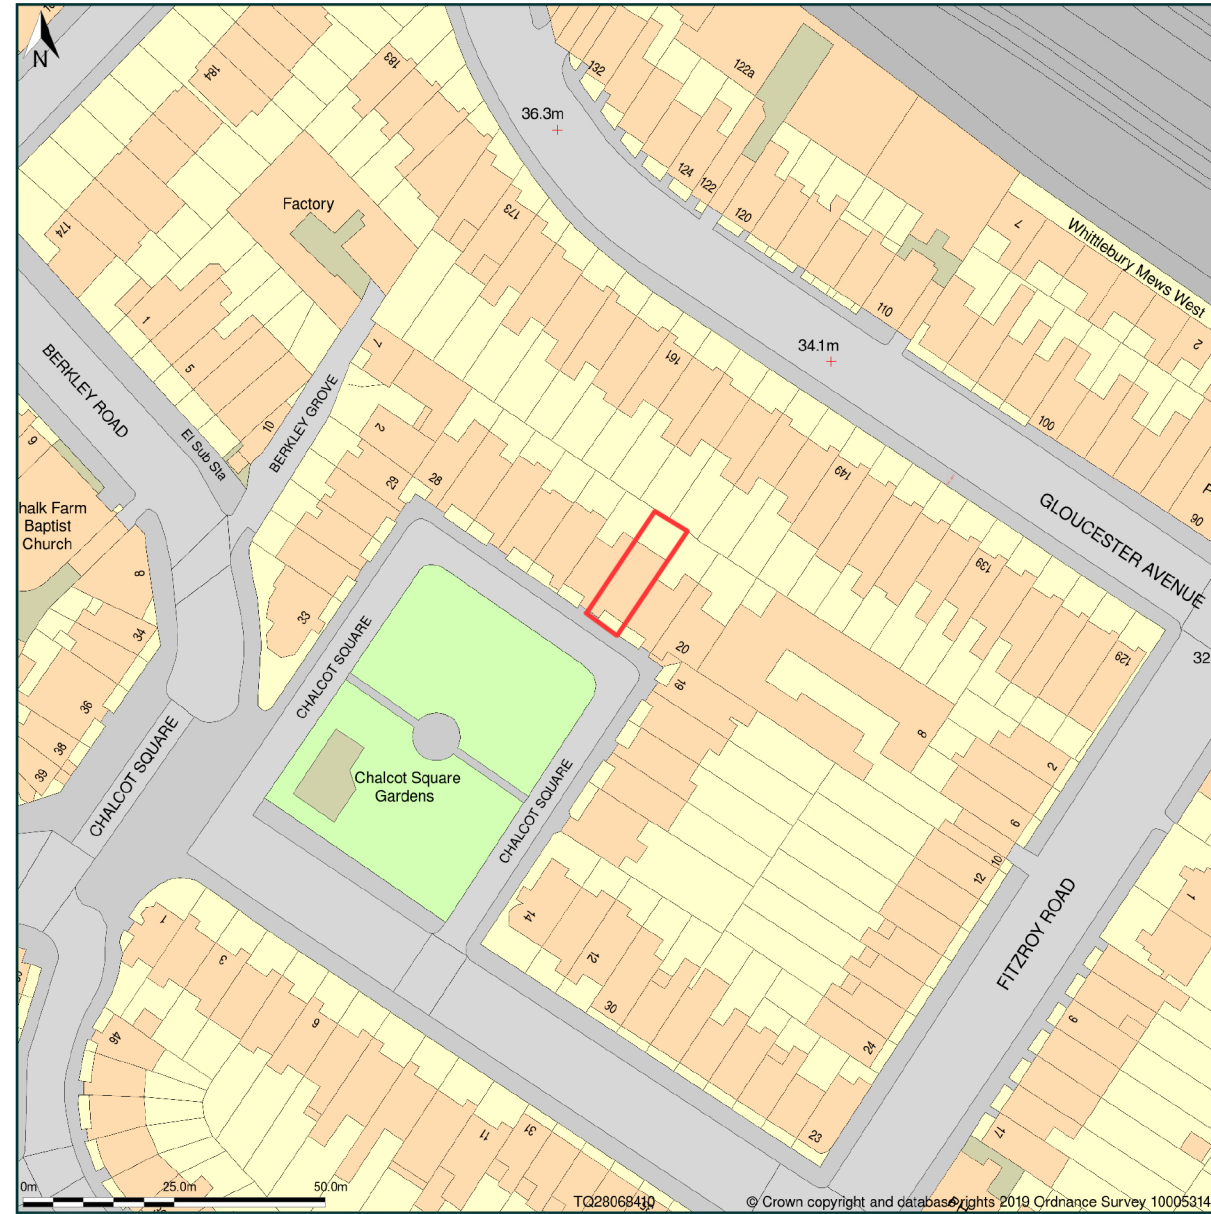 N
184
183
132
122a
36.3m
124
122
120
Factory
173
174
7
Whittlebury Mews West
110
2
1
5
34.1m
161
7
BERKLEY ROAD
BERKLEY GROVE
10
El Sub Sta
2
29
28
9
100
149
90
halk Farm
Baptist
Church
GLOUCESTER AVENUE
139
8
33
34
20
19
129
32
CHALCOT SQUARE
36
38
39
CHALCOT SQUARE
8
2
6
10
12
Chalcot Square
Gardens
CHALCOT SQUARE
14
12
30
24
23
FITZROY ROAD
1
9
17
1
3
6
46
11
31
0m
25.0m
50.0m
TQ28068410
© Crown copyright and database rights 2019 Ordnance Survey 10005314